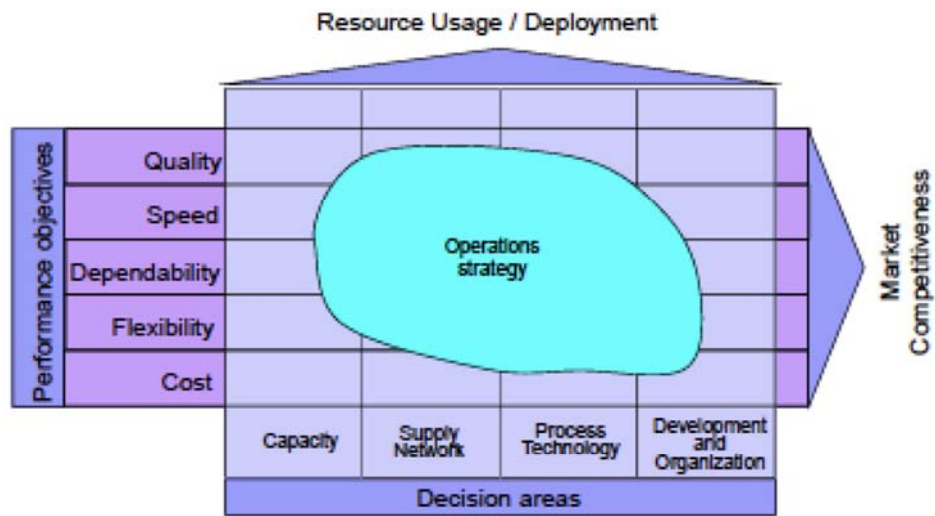 Resource Usage / Deployment
Performance objectives
Quality
Speed
Dependability
Flexibility
Cost
Operations
strategy
Market
Competitiveness
Capacity
Supply
Network
Process
Technology
Development
and
Organization
Decision areas